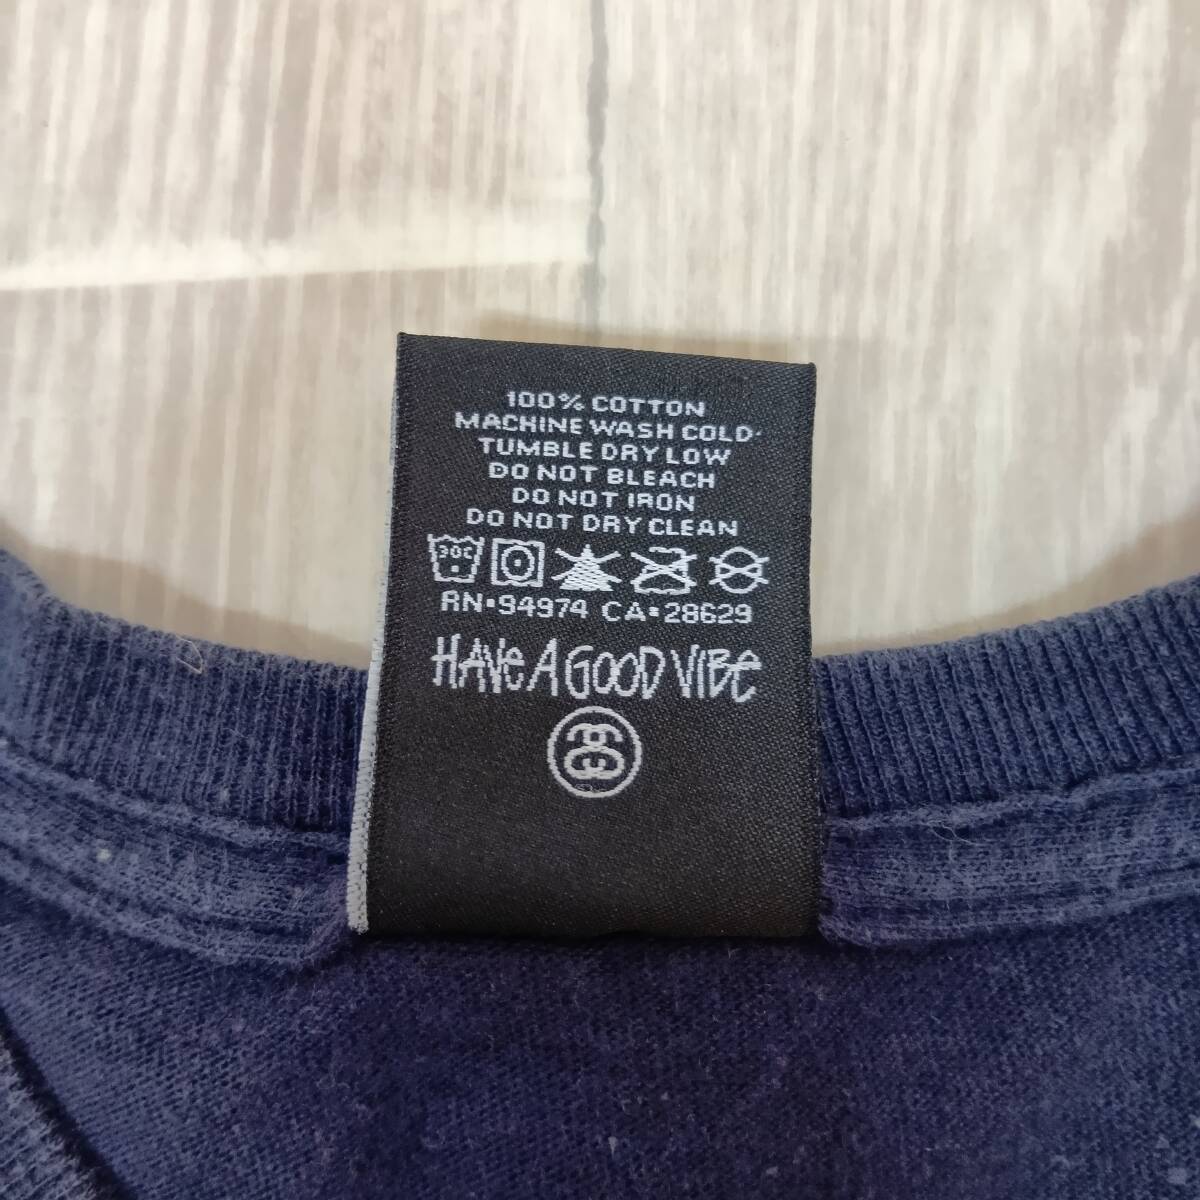 100% COTTON
MACHINE WASH COLD-
TUMBLE DRY LOW
DO NOT BLEACH
DO NOT IRON
DO NOT DRY CLEAN
30C
RN•94974 CA•28629
HAVE A GOOD VIBE